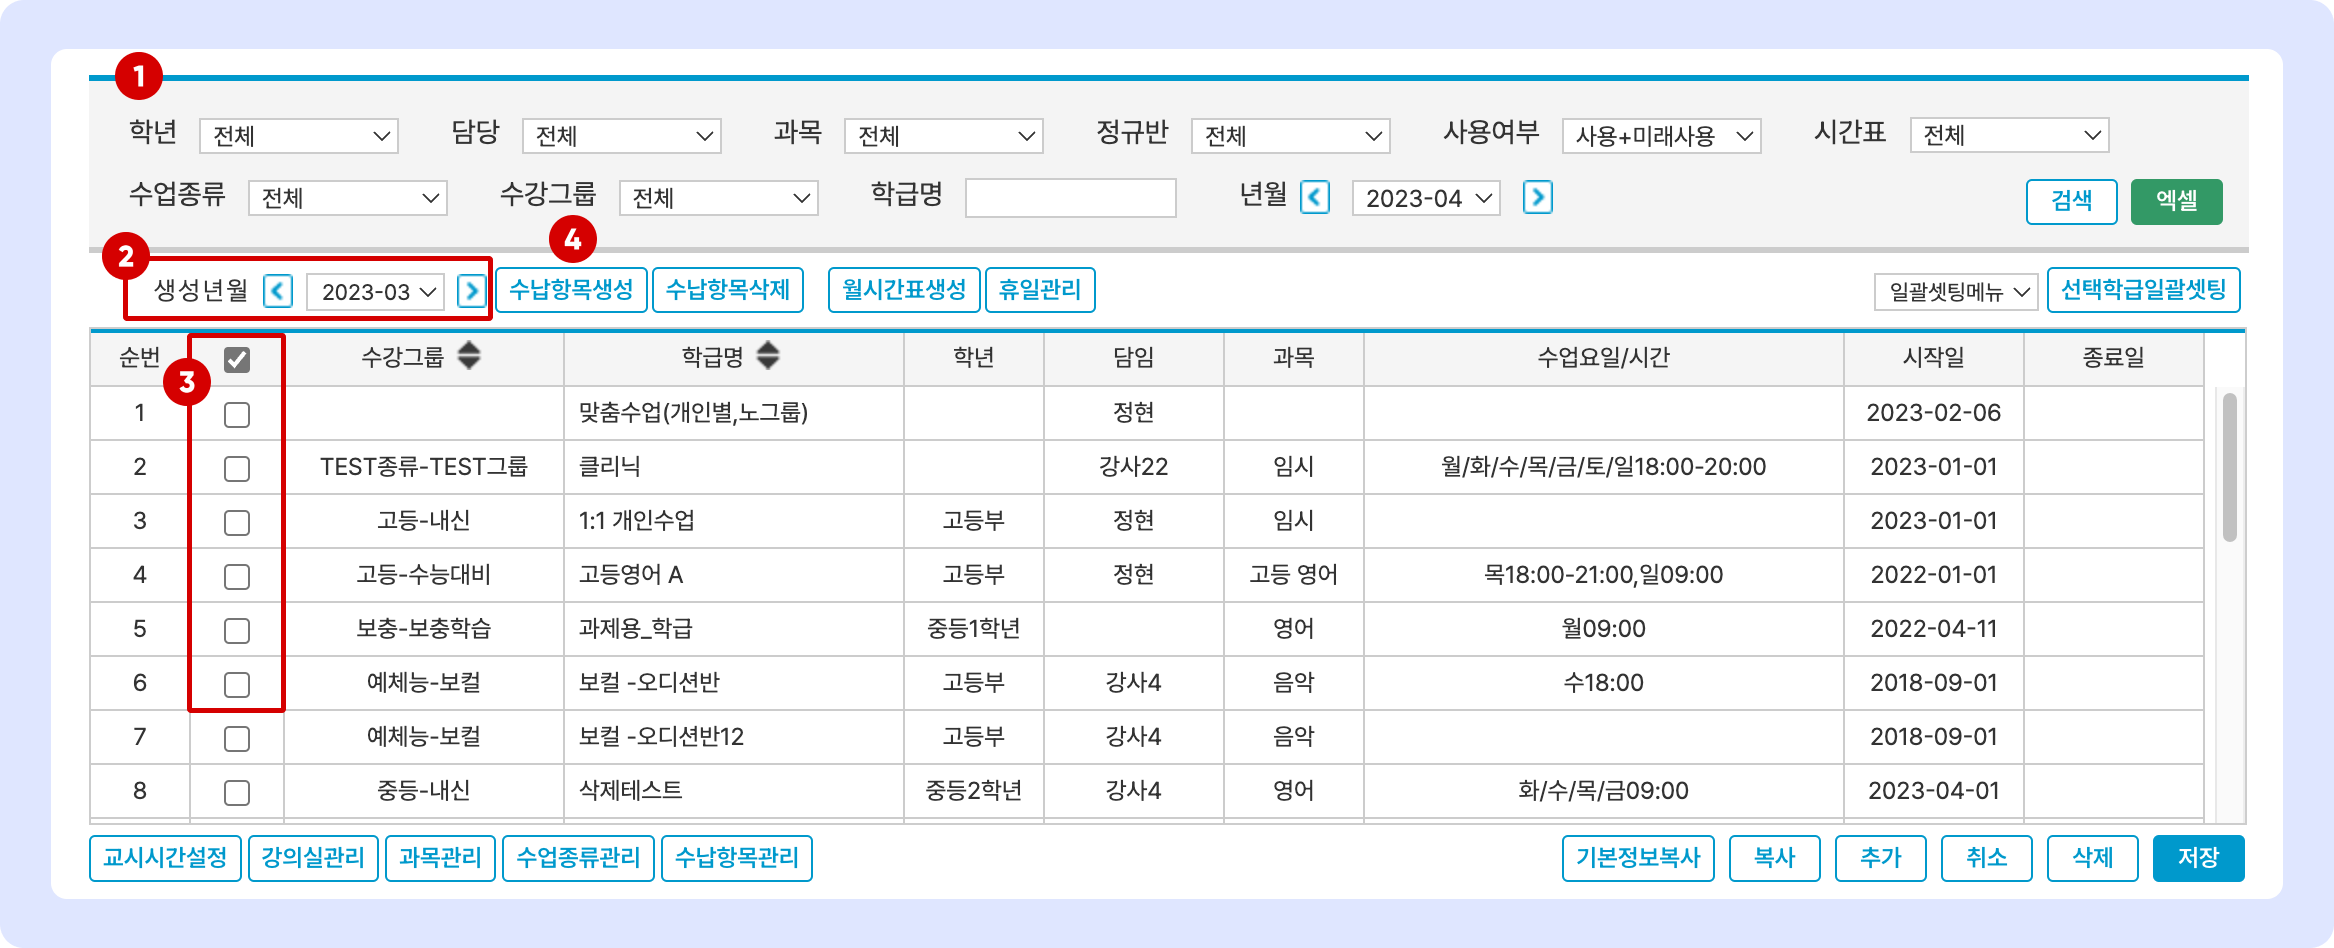 1
학년 전체 담당 전체 과목 전체 정규반 전체 사용여부 사용+미래사용 시간표 전체
수업종류 전체 수강그룹 전체 학급명 년월 2023-04 검색 엑셀
2 4
생성년월 2023-03 수납항목생성 수납항목삭제 월시간표생성 휴일관리 일괄셋팅메뉴 선택학급일괄셋팅
순번 수강그룹 학급명 학년 담임 과목 수업요일/시간 시작일 종료일
3
1 맞춤수업(개인별,노그룹) 정현 2023-02-06
2 TEST종류-TEST그룹 클리닉 강사22 임시 월/화/수/목/금/토/일18:00-20:00 2023-01-01
3 고등-내신 1:1 개인수업 고등부 정현 임시 2023-01-01
4 고등-수능대비 고등영어 A 고등부 정현 고등 영어 목18:00-21:00,일09:00 2022-01-01
5 보충-보충학습 과제용_학급 중등1학년 영어 월09:00 2022-04-11
6 예체능-보컬 보컬 -오디션반 고등부 강사4 음악 수18:00 2018-09-01
7 예체능-보컬 보컬 -오디션반12 고등부 강사4 음악 2018-09-01
8 중등-내신 삭제테스트 중등2학년 강사4 영어 화/수/목/금09:00 2023-04-01
교시시간설정 강의실관리 과목관리 수업종류관리 수납항목관리 기본정보복사 복사 추가 취소 삭제 저장